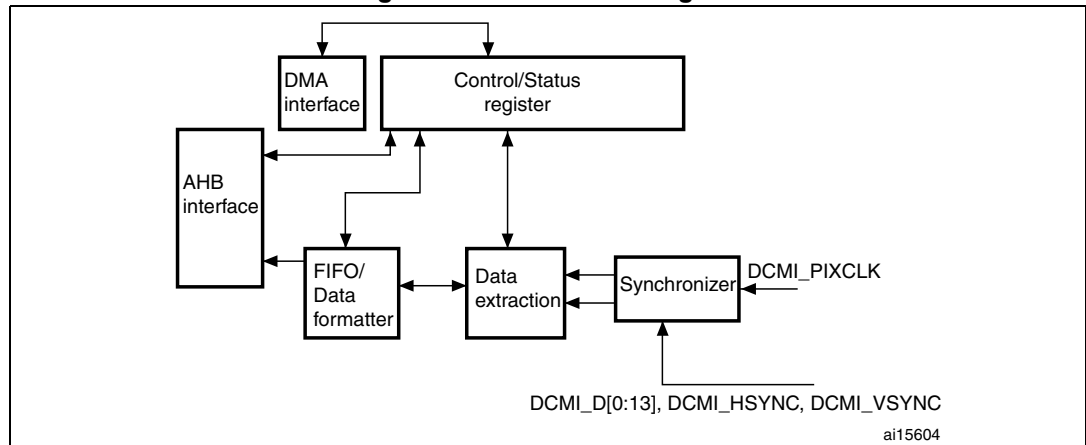 DMA
interface
Control/Status
register
AHB
interface
FIFO/
Data
formatter
Data
extraction
Synchronizer
DCMI_PIXCLK
DCMI_D[0:13], DCMI_HSYNC, DCMI_VSYNC
ai15604